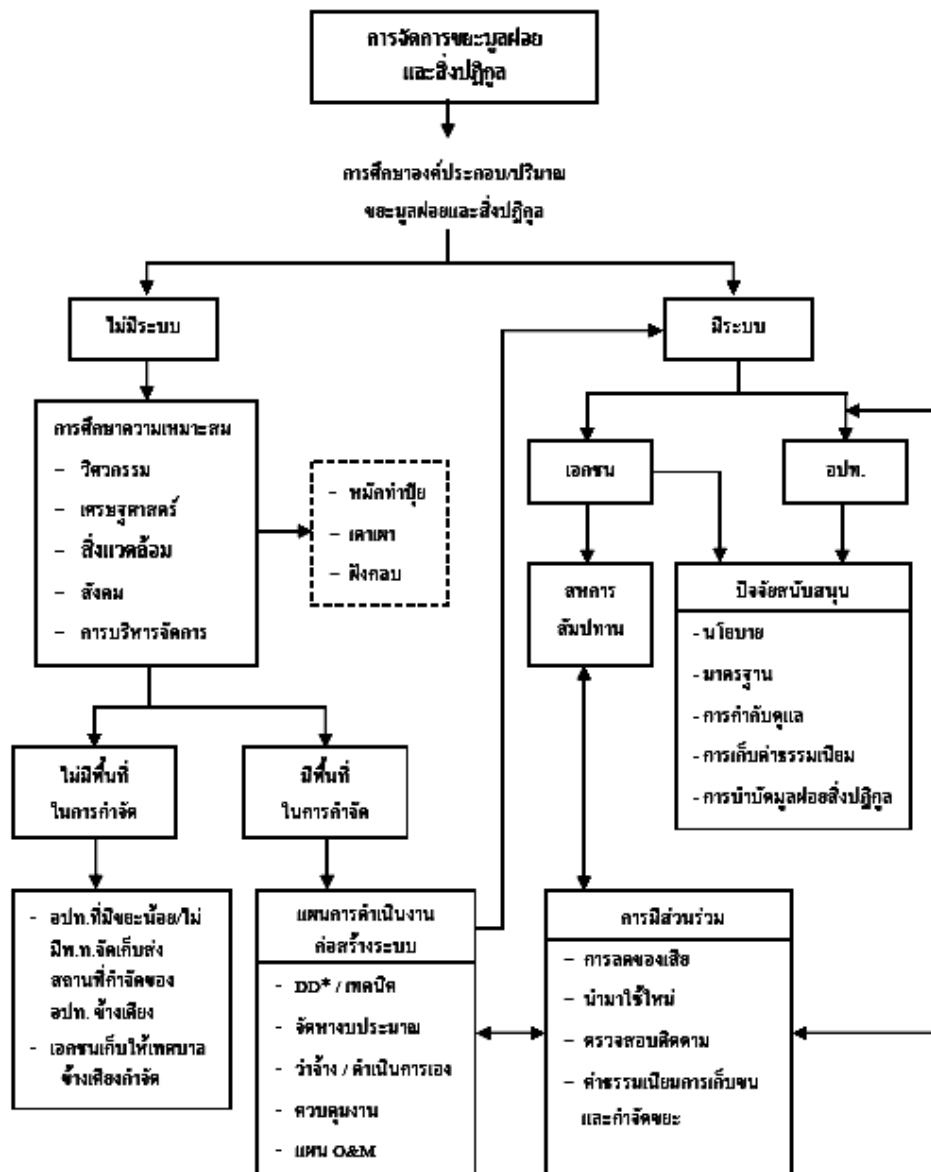 การจัดการขยะมูลฝอย
และสิ่งปฏิกูล
การศึกษาองค์ประกอบ/ปริมาณ
ขยะมูลฝอยและสิ่งปฏิกูล
ไม่มีระบบ
มีระบบ
การศึกษาความเหมาะสม
– วิศวกรรม
– เศรษฐศาสตร์
– สิ่งแวดล้อม
– สังคม
– การบริหารจัดการ
– หมักทำปุ๋ย
– เตาเผา
– ฝังกลบ
เอกชน
อปท.
สหการ
สัมปทาน
ปัจจัยสนับสนุน
- นโยบาย
- มาตรฐาน
- การกำกับดูแล
- การเก็บค่าธรรมเนียม
- การบำบัดมูลฝอยสิ่งปฏิกูล
ไม่มีพื้นที่
ในการกำจัด
มีพื้นที่
ในการกำจัด
- อปท.ที่มีขยะน้อย/ไม่
มีพ.ท.จัดเก็บส่ง
สถานที่กำจัดของ
อปท. ข้างเคียง
- เอกชนเก็บให้เทศบาล
ข้างเคียงกำจัด
แผนการดำเนินงาน
ก่อสร้างระบบ
- DD* / เทคนิค
- จัดหางบประมาณ
- ว่าจ้าง / ดำเนินการเอง
- ควบคุมงาน
- แผน O&M
การมีส่วนร่วม
– การลดของเสีย
– นำมาใช้ใหม่
– ตรวจสอบติดตาม
– ค่าธรรมเนียมการเก็บขน
และกำจัดขยะ